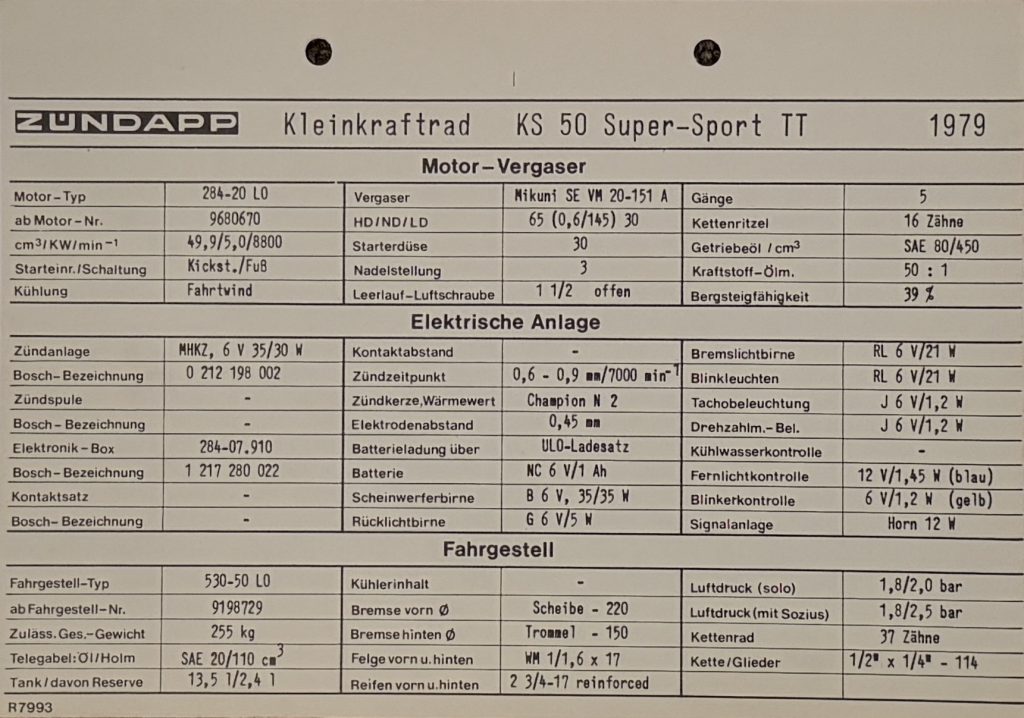 ZÜNDAPP Kleinkraftrad KS 50 Super-Sport TT 1979
Motor-Vergaser
Motor-Typ 284-20 L0 Vergaser Mikuni SE VM 20-151 A Gänge 5
ab Motor-Nr. 9680670 HD/ND/LD 65 (0,6/145) 30 Kettenritzel 16 Zähne
cm³/KW/min⁻¹ 49,9/5,0/8800 Starterdüse 30 Getriebeöl/cm³ SAE 80/450
Starteinr./Schaltung Kickst./Fuß Nadelstellung 3 Kraftstoff-Ölm. 50 : 1
Kühlung Fahrtwind Leerlauf-Luftschraube 1 1/2 offen Bergsteigfähigkeit 39 %
Elektrische Anlage
Zündanlage MHKZ, 6 V 35/30 W Kontaktabstand - Bremslichtbirne RL 6 V/21 W
Bosch-Bezeichnung 0 212 198 002 Zündzeitpunkt 0,6 - 0,9 mm/7000 min⁻¹ Blinkleuchten RL 6 V/21 W
Zündspule - Zündkerze,Wärmewert Champion N 2 Tachobeleuchtung J 6 V/1,2 W
Bosch-Bezeichnung - Elektrodenabstand 0,45 mm Drehzahlm.-Bel. J 6 V/1,2 W
Elektronik-Box 284-07.910 Batterieladung über ULO-Ladesatz Kühlwasserkontrolle -
Bosch-Bezeichnung 1 217 280 022 Batterie NC 6 V/1 Ah Fernlichtkontrolle 12 V/1,45 W (blau)
Kontaktsatz - Scheinwerferbirne B 6 V, 35/35 W Blinkerkontrolle 6 V/1,2 W (gelb)
Bosch-Bezeichnung - Rücklichtbirne G 6 V/5 W Signalanlage Horn 12 W
Fahrgestell
Fahrgestell-Typ 530-50 L0 Kühlerinhalt - Luftdruck (solo) 1,8/2,0 bar
ab Fahrgestell-Nr. 9198729 Bremse vorn Ø Scheibe - 220 Luftdruck (mit Sozius) 1,8/2,5 bar
Zuläss. Ges.-Gewicht 255 kg Bremse hinten Ø Trommel - 150 Kettenrad 37 Zähne
Telegabel:Öl/Holm SAE 20/110 cm³ Felge vorn u. hinten WM 1/1,6 x 17 Kette/Glieder 1/2" x 1/4" - 114
Tank/davon Reserve 13,5 l/2,4 l Reifen vorn u. hinten 2 3/4-17 reinforced
R7993